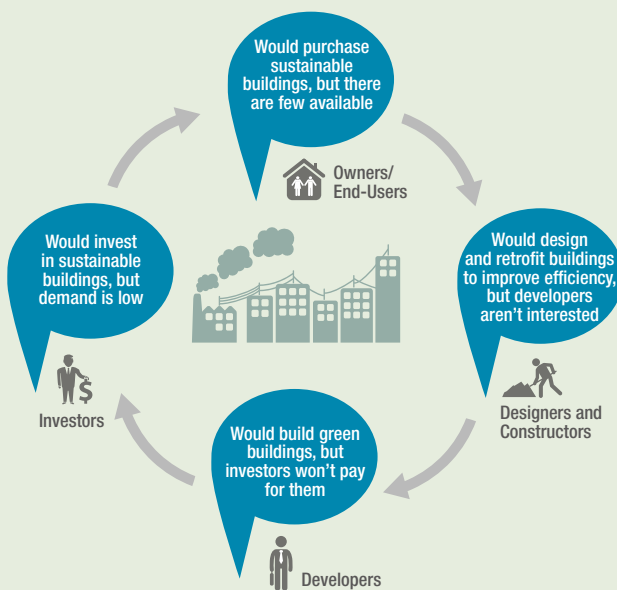 Would purchase
sustainable
buildings, but there
are few available
Owners/
End-Users
Would design
and retrofit buildings
to improve efficiency,
but developers
aren't interested
Designers and
Constructors
Would build green
buildings, but
investors won't pay
for them
Developers
Would invest
in sustainable
buildings, but
demand is low
$
Investors